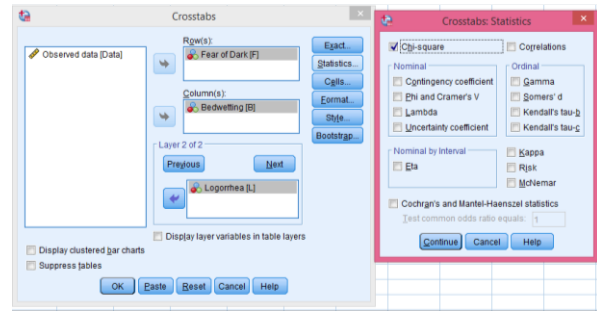 Crosstabs
Observed data [Data]
Row(s):
Fear of Dark [F]
Column(s):
Bedwetting [B]
Layer 2 of 2
Previous
Next
Logorrhea [L]
Display layer variables in table layers
Exact...
Statistics...
Cells...
Format...
Style...
Bootstrap...
Display clustered bar charts
Suppress tables
OK
Paste
Reset
Cancel
Help
Crosstabs: Statistics
Chi-square
Correlations
Nominal
Contingency coefficient
Phi and Cramer's V
Lambda
Uncertainty coefficient
Ordinal
Gamma
Somers' d
Kendall's tau-b
Kendall's tau-c
Nominal by Interval
Eta
Kappa
Risk
McNemar
Cochran's and Mantel-Haenszel statistics
Test common odds ratio equals: 1
Continue
Cancel
Help